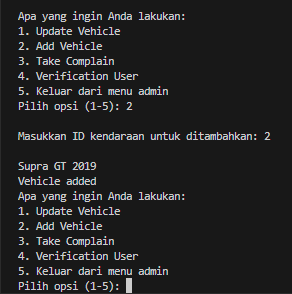 Apa yang ingin Anda lakukan:
1. Update Vehicle
2. Add Vehicle
3. Take Complain
4. Verification User
5. Keluar dari menu admin
Pilih opsi (1-5): 2
Masukkan ID kendaraan untuk ditambahkan: 2
Supra GT 2019
Vehicle added
Apa yang ingin Anda lakukan:
1. Update Vehicle
2. Add Vehicle
3. Take Complain
4. Verification User
5. Keluar dari menu admin
Pilih opsi (1-5):